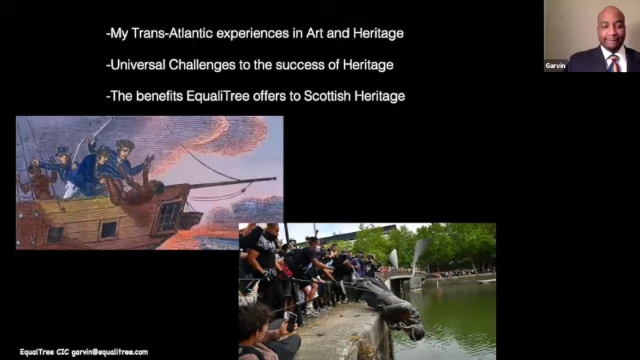 -My Trans-Atlantic experiences in Art and Heritage
Garvin
-Universal Challenges to the success of Heritage
-The benefits EqualiTree offers to Scottish Heritage
EqualTree CIC garvin@equalitree.com